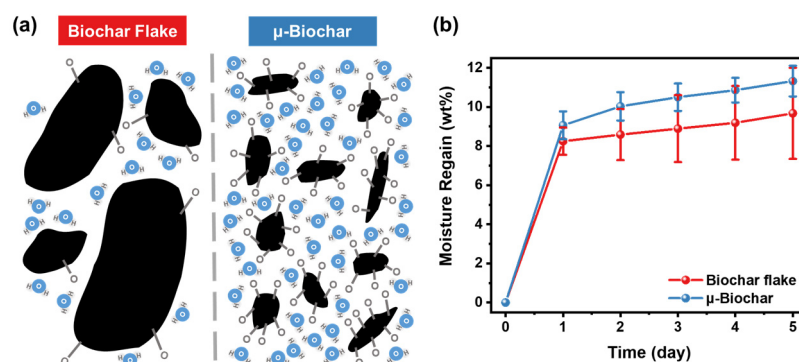 (a)
Biochar Flake
μ-Biochar
(b)
Moisture Regain (wt%)
12
10
8
6
4
2
0
Biochar flake
μ-Biochar
0 1 2 3 4 5
Time (day)